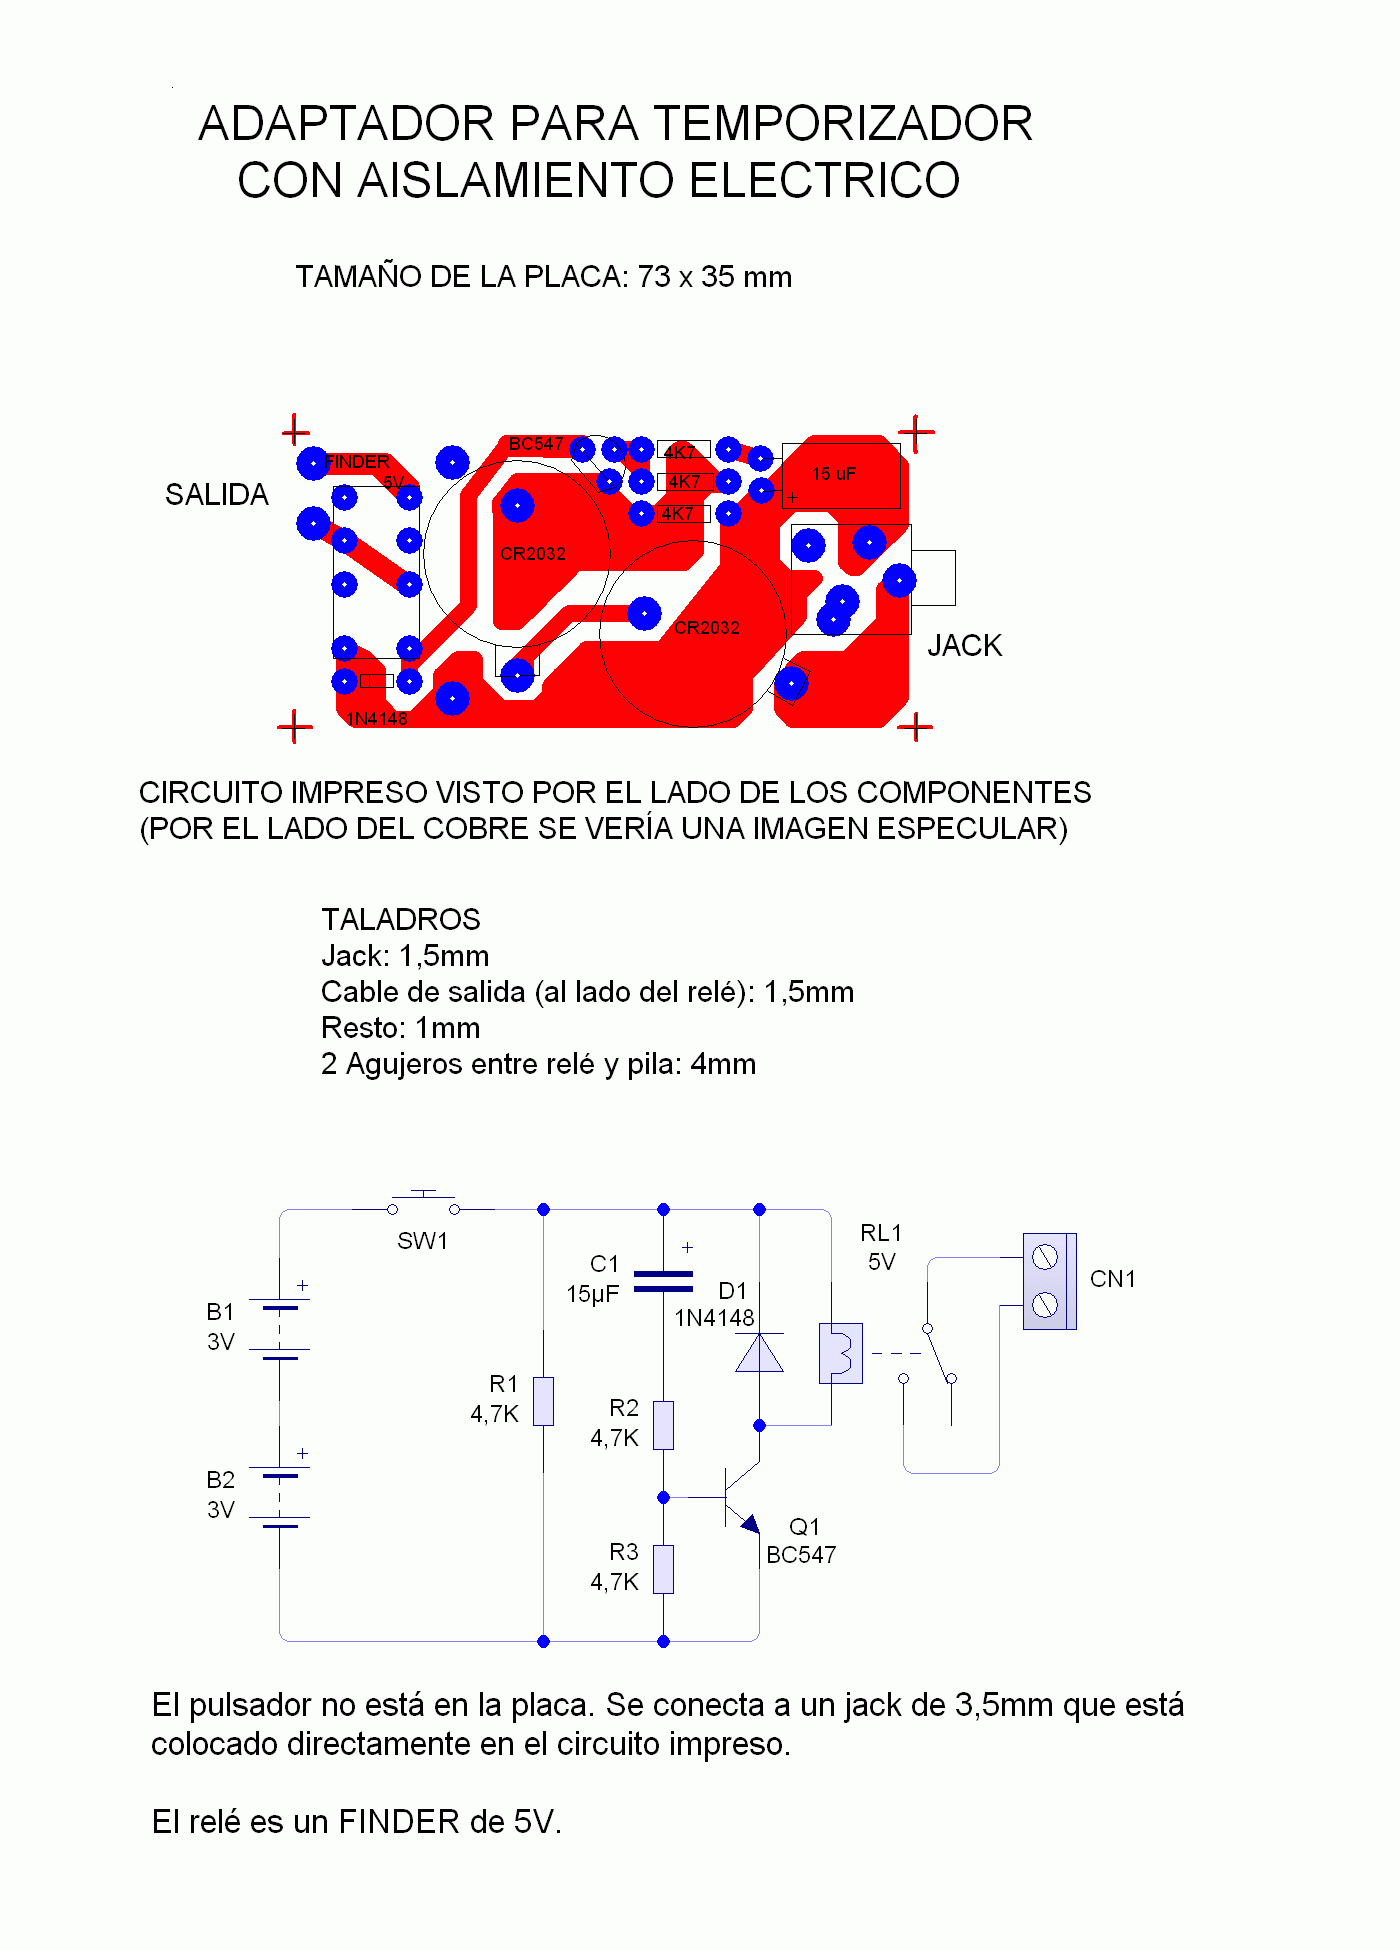 ADAPTADOR PARA TEMPORIZADOR
CON AISLAMIENTO ELECTRICO
TAMAÑO DE LA PLACA: 73 x 35 mm
SALIDA
FINDER
5V
BC547
4K7
4K7
4K7
15 uF
+
CR2032
CR2032
JACK
1N4148
CIRCUITO IMPRESO VISTO POR EL LADO DE LOS COMPONENTES
(POR EL LADO DEL COBRE SE VERÍA UNA IMAGEN ESPECULAR)
TALADROS
Jack: 1,5mm
Cable de salida (al lado del relé): 1,5mm
Resto: 1mm
2 Agujeros entre relé y pila: 4mm
SW1
B1
3V
+
B2
3V
+
R1
4,7K
C1
15µF
+
R2
4,7K
R3
4,7K
D1
1N4148
Q1
BC547
RL1
5V
CN1
El pulsador no está en la placa. Se conecta a un jack de 3,5mm que está
colocado directamente en el circuito impreso.
El relé es un FINDER de 5V.